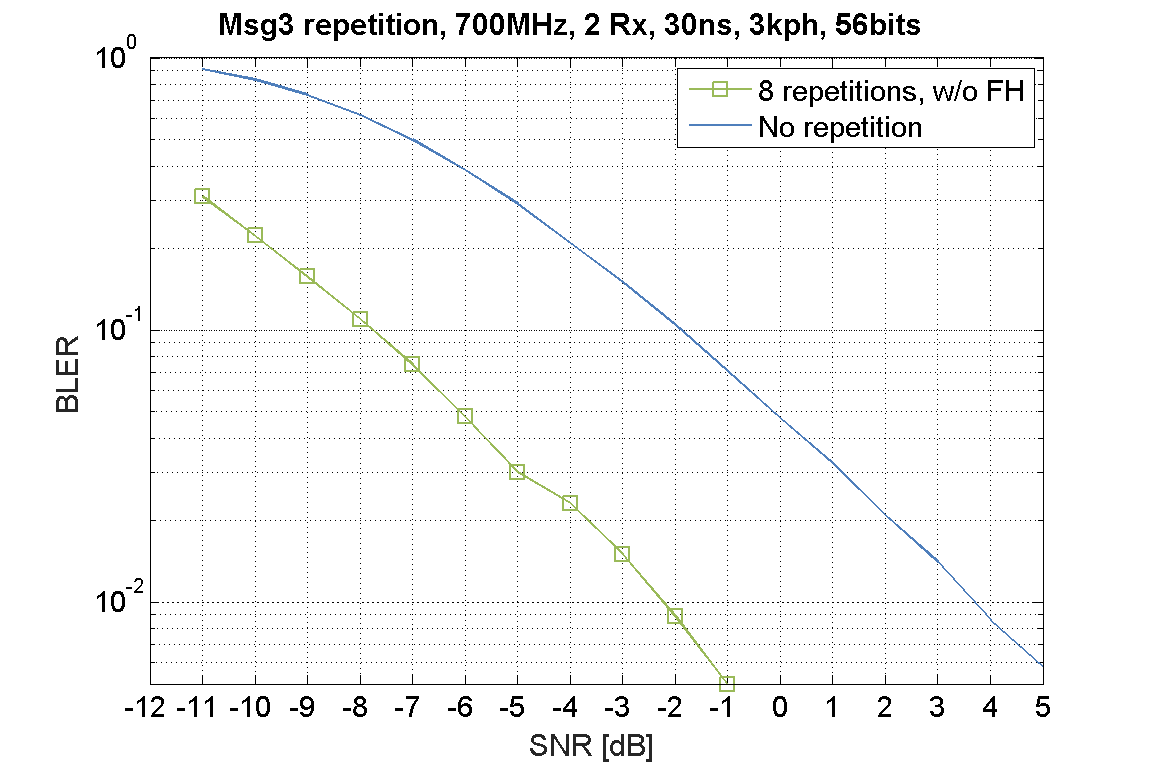 Msg3 repetition, 700MHz, 2 Rx, 30ns, 3kph, 56bits
8 repetitions, w/o FH
No repetition
BLER
10^0
10^-1
10^-2
-12 -11 -10 -9 -8 -7 -6 -5 -4 -3 -2 -1 0 1 2 3 4 5
SNR [dB]